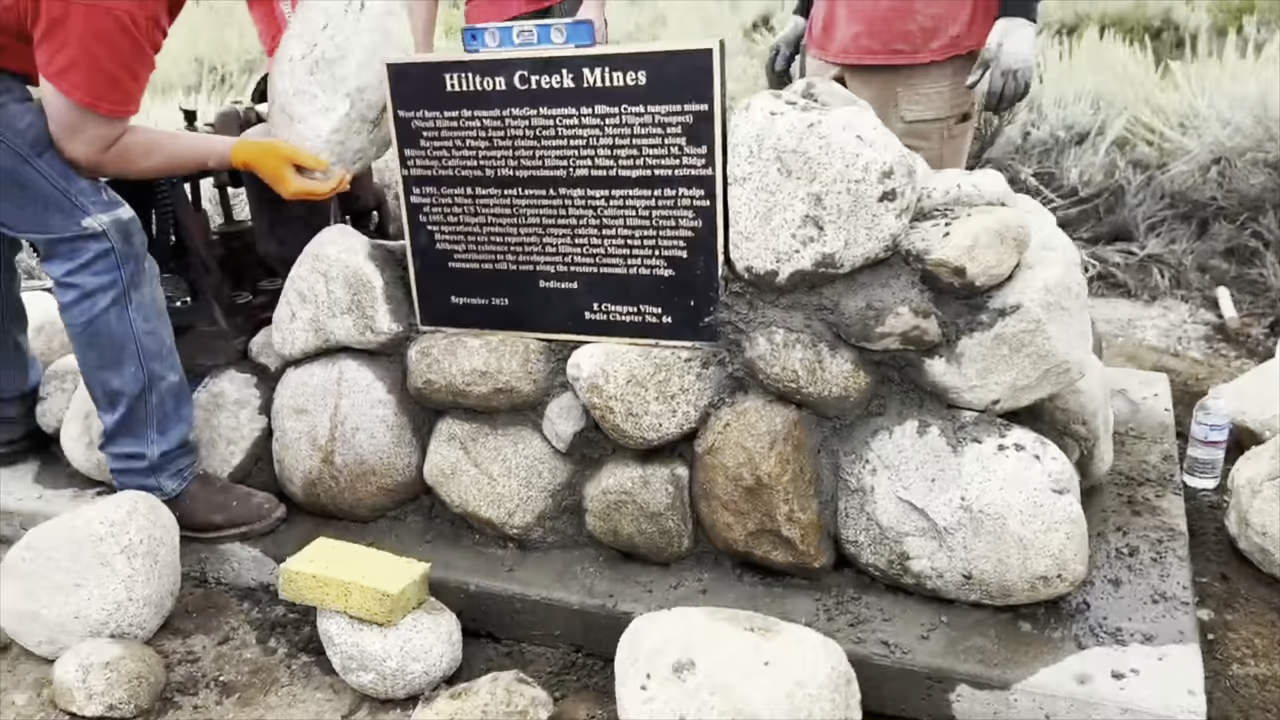 Hilton Creek Mines
West of here, near the summit of McGee Mountain, the Hilton Creek tungsten mines
(Nicoll Hilton Creek Mine, Phelps Hilton Creek Mine, and Filipelli Prospect)
were discovered in June 1940 by Cecil Thorington, Morris Harlan, and
Raymond W. Phelps. Their claims, located near 11,000 foot summit along
Hilton Creek, further prompted other prospectors into this region. Daniel M. Nicoll
of Bishop, California worked the Nicole Hilton Creek Mine, east of Nevahbe Ridge
in Hilton Creek Canyon. By 1954 approximately 7,000 tons of tungsten were extracted.
In 1951, Gerald B. Hartley and Lawson A. Wright began operations at the Phelps
Hilton Creek Mine, completed improvements to the road, and shipped over 100 tons
of ore to the US Vanadium Corporation in Bishop, California for processing.
In 1955, the Filipelli Prospect (1,000 feet north of the Nicoll Hilton Creek Mine)
was operational, producing quartz, copper, calcite, and fine-grade scheelite.
However, no ore was reportedly shipped, and the grade was not known.
Although its existence was brief, the Hilton Creek Mines made a lasting
contribution to the development of Mono County, and today,
remnants can still be seen along the western summit of the ridge.
Dedicated
September 2023
E Clampus Vitus
Bodie Chapter No. 64